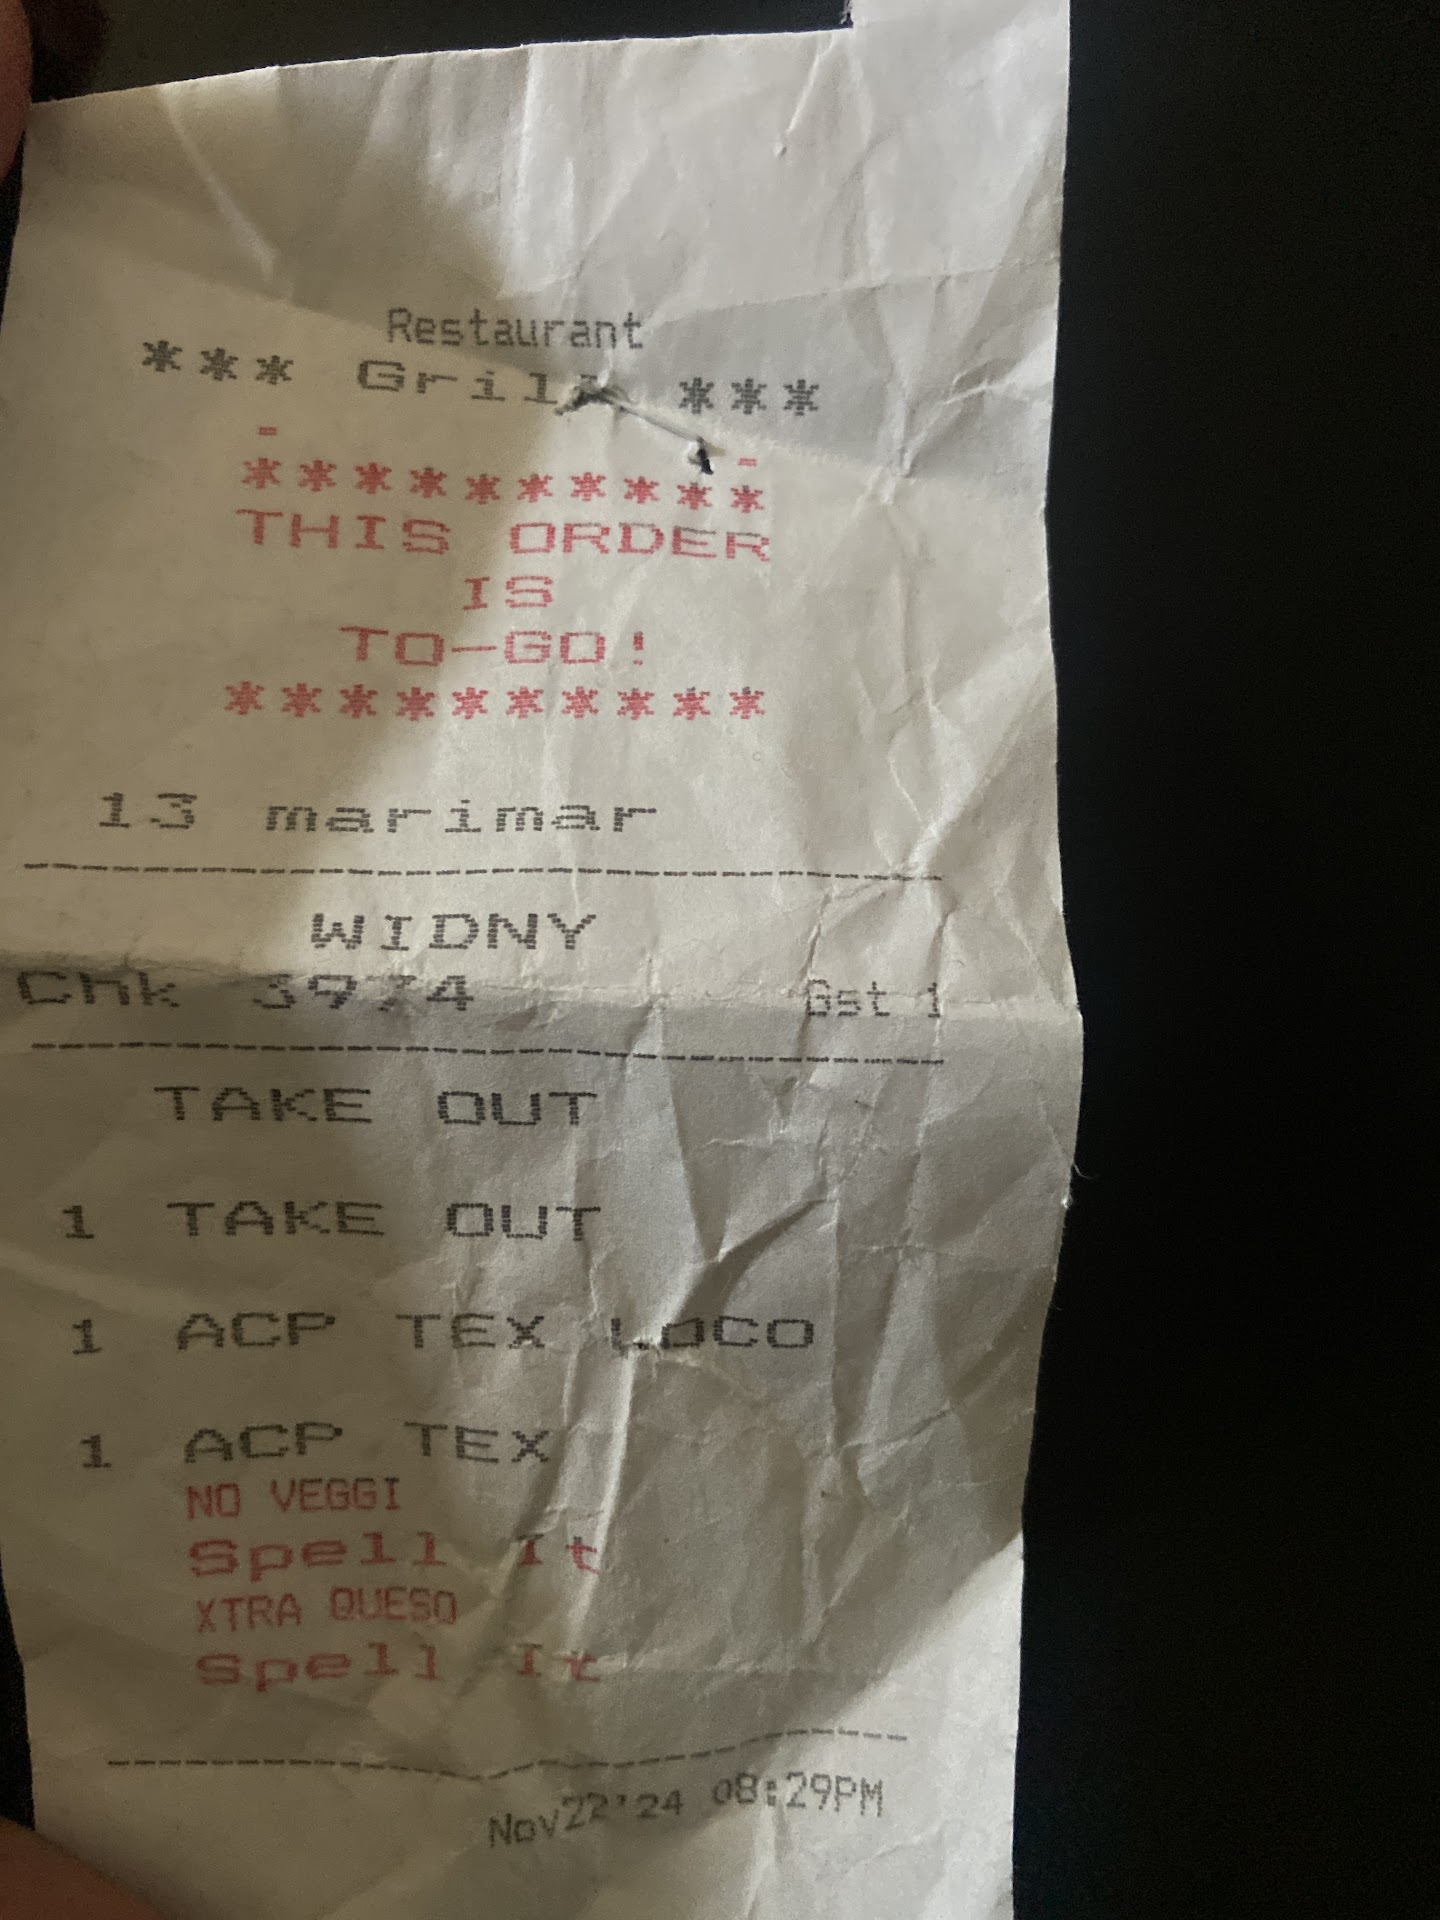 Restaurant
*** Grill ***
- -
**********
THIS ORDER
IS
TO-GO!
**********
13 marimar
--------------------------------
WIDNY
Chk 3974 Gst 1
--------------------------------
TAKE OUT
1 TAKE OUT
1 ACP TEX LOCO
1 ACP TEX
NO VEGGI
Spell It
XTRA QUESO
Spell It
--------------------------------
Nov22'24 08:29PM